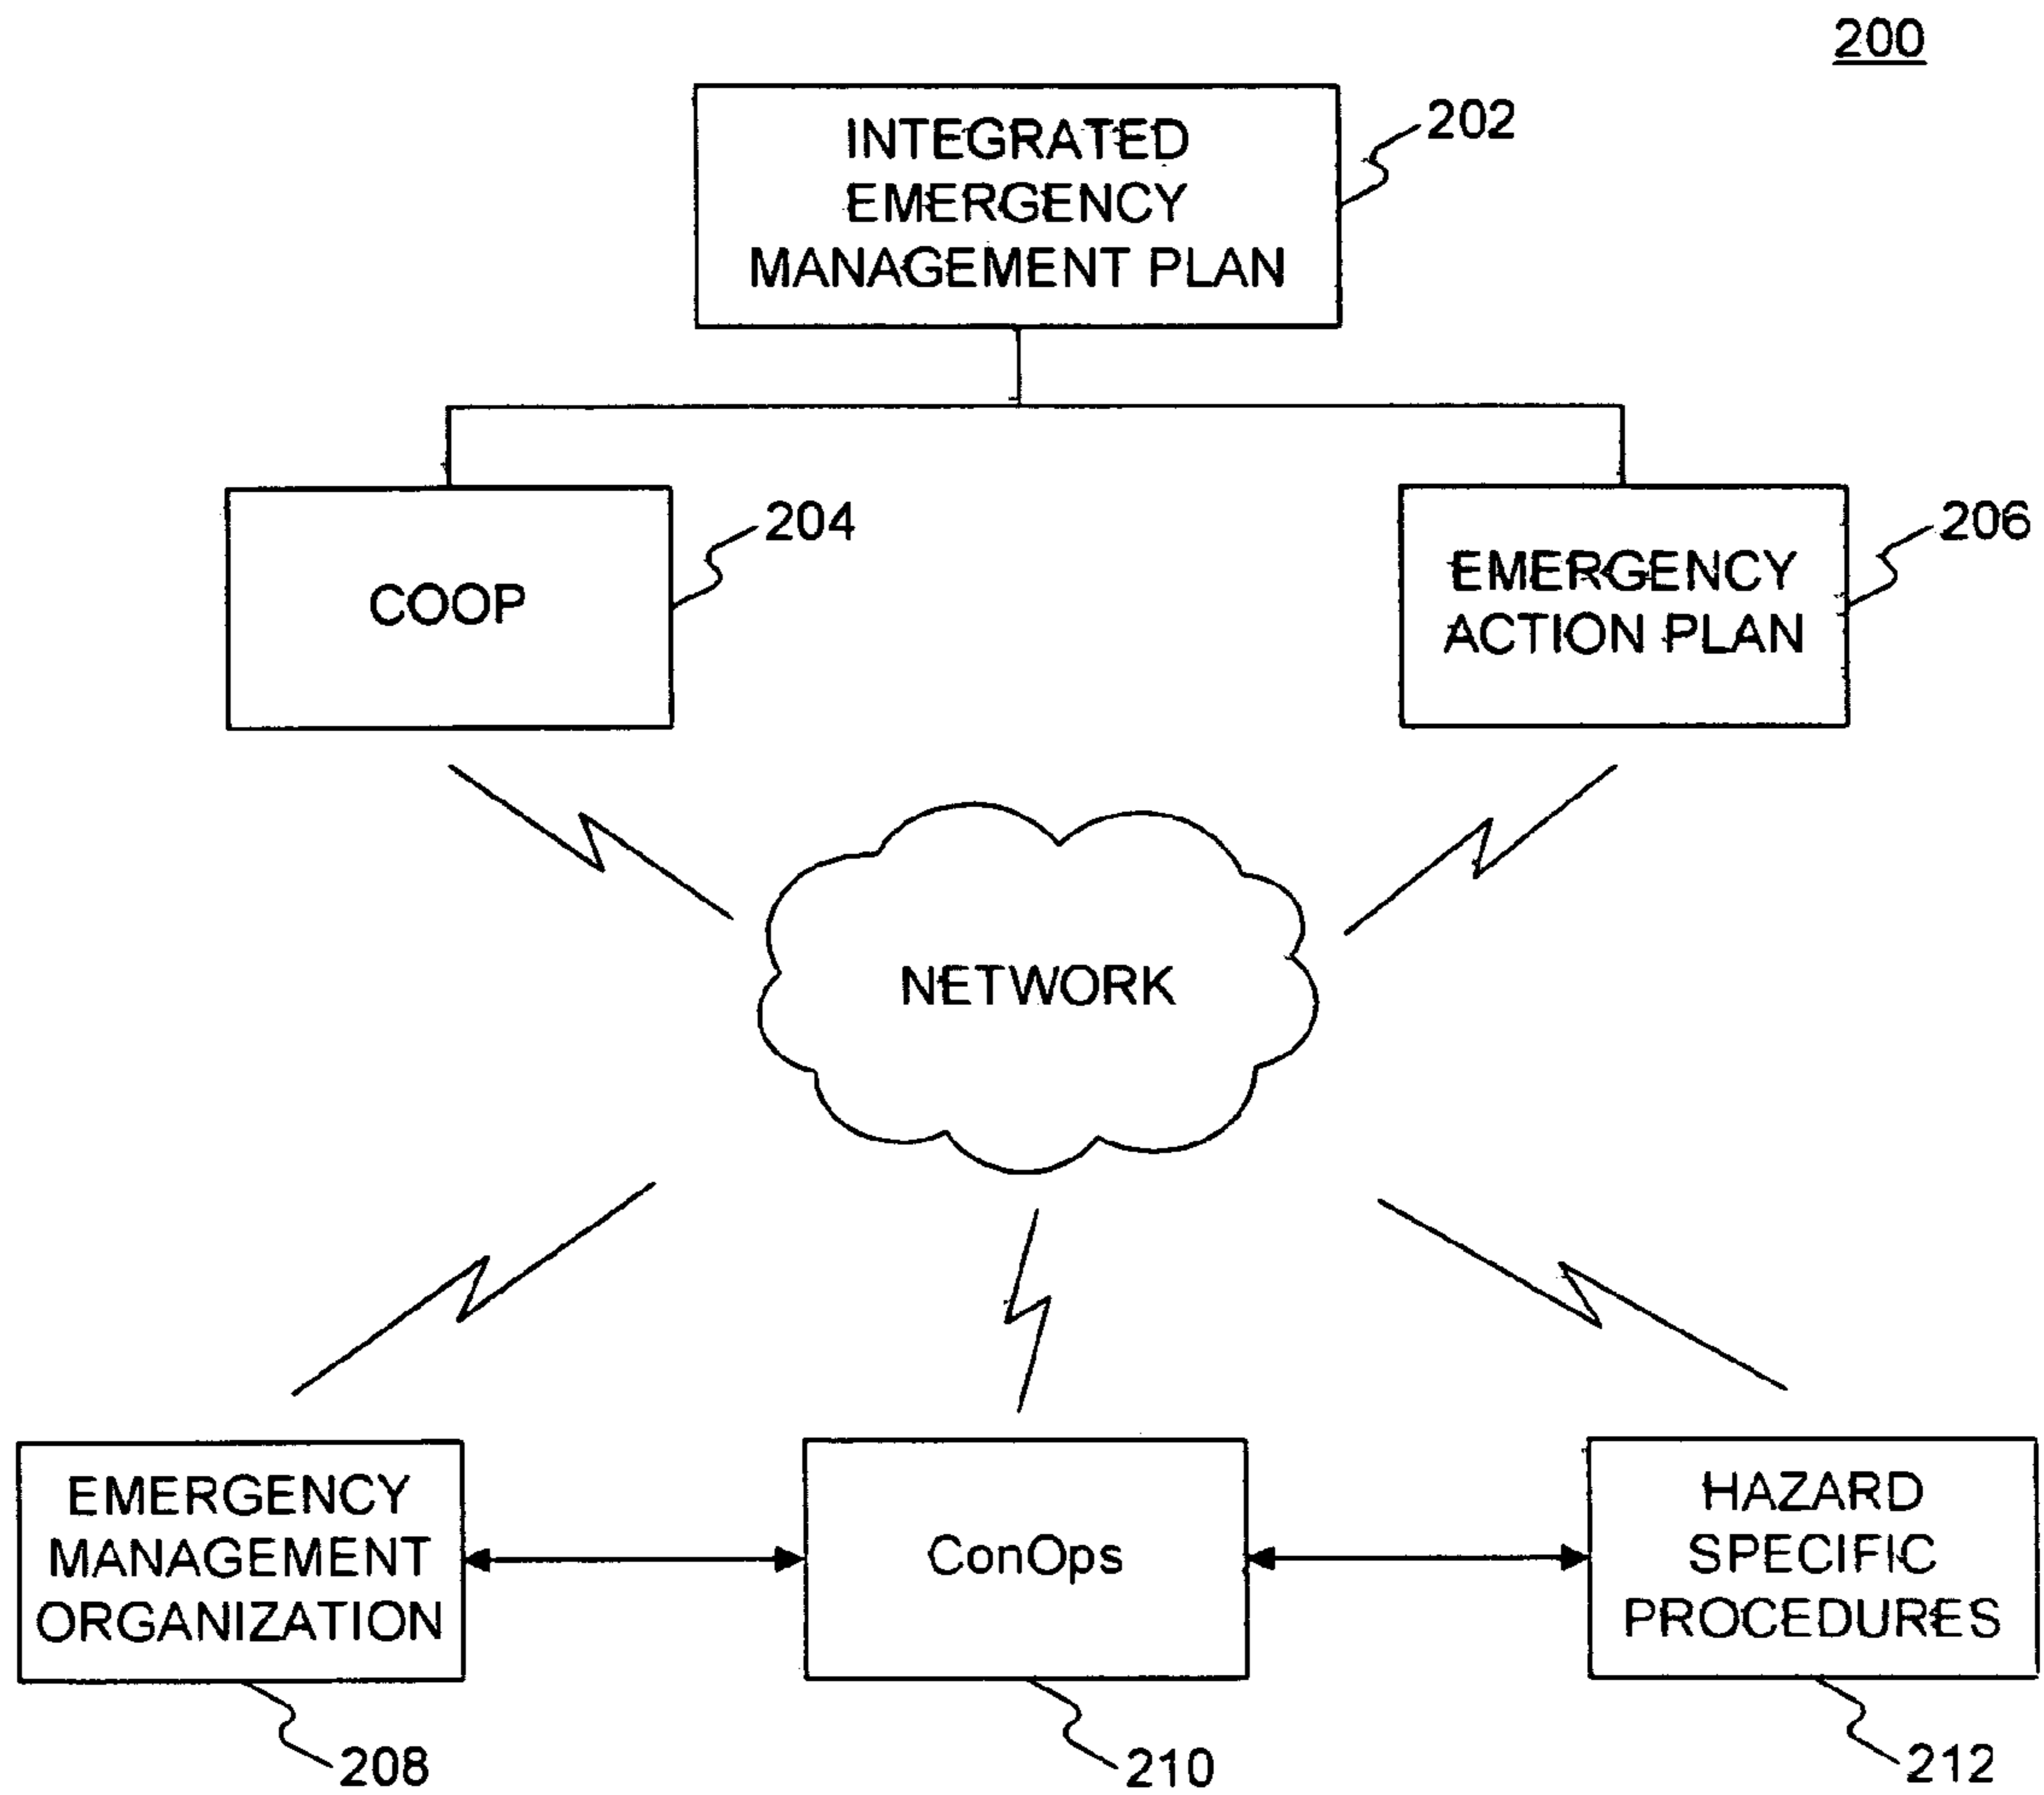 200
INTEGRATED
EMERGENCY
MANAGEMENT PLAN
202
COOP
204
EMERGENCY
ACTION PLAN
206
NETWORK
EMERGENCY
MANAGEMENT
ORGANIZATION
208
ConOps
210
HAZARD
SPECIFIC
PROCEDURES
212